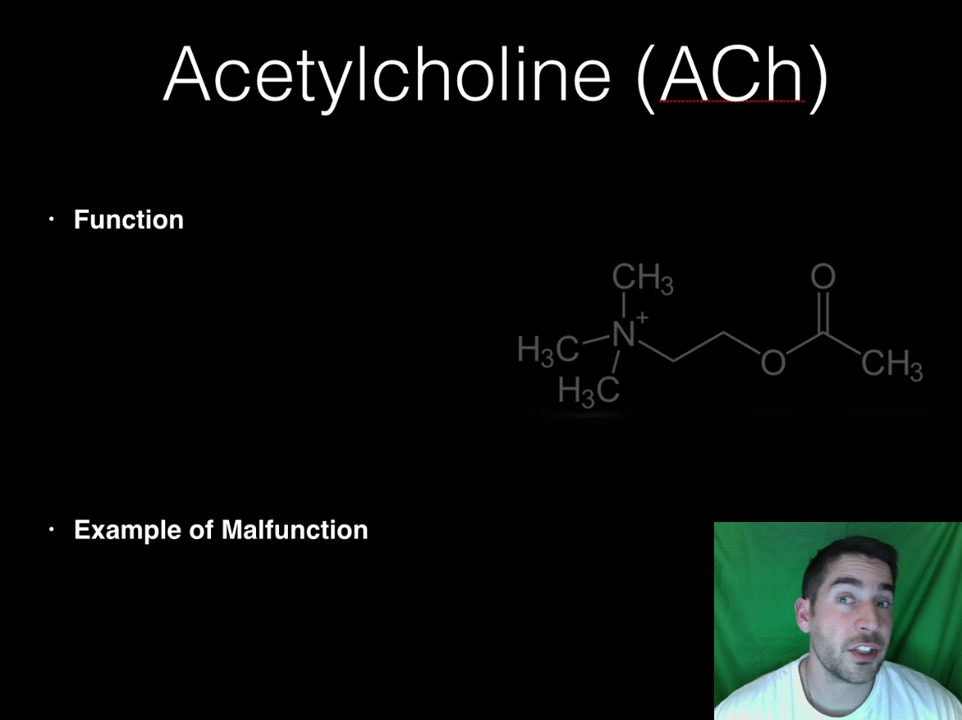 Acetylcholine (ACh)
• Function
CH3 O
N+
H3C
O CH3
H3C
• Example of Malfunction